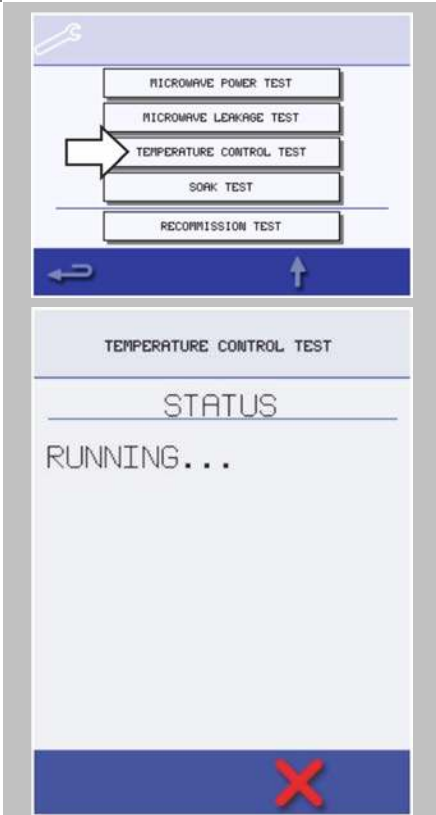 MICROWAVE POWER TEST
MICROWAVE LEAKAGE TEST
TEMPERATURE CONTROL TEST
SOAK TEST
RECOMMISSION TEST
TEMPERATURE CONTROL TEST
STATUS
RUNNING...